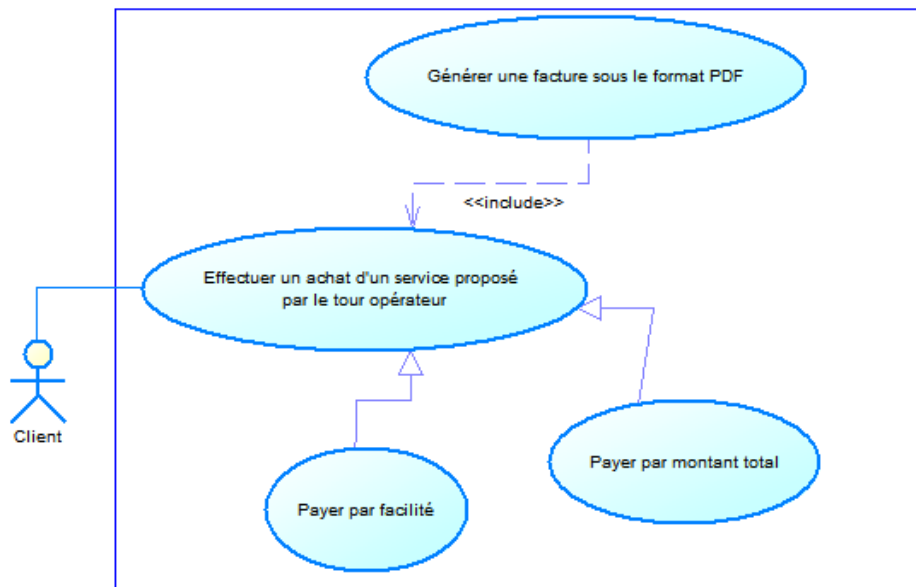 Générer une facture sous le format PDF
<<include>>
Effectuer un achat d'un service proposé
par le tour opérateur
Client
Payer par montant total
Payer par facilité